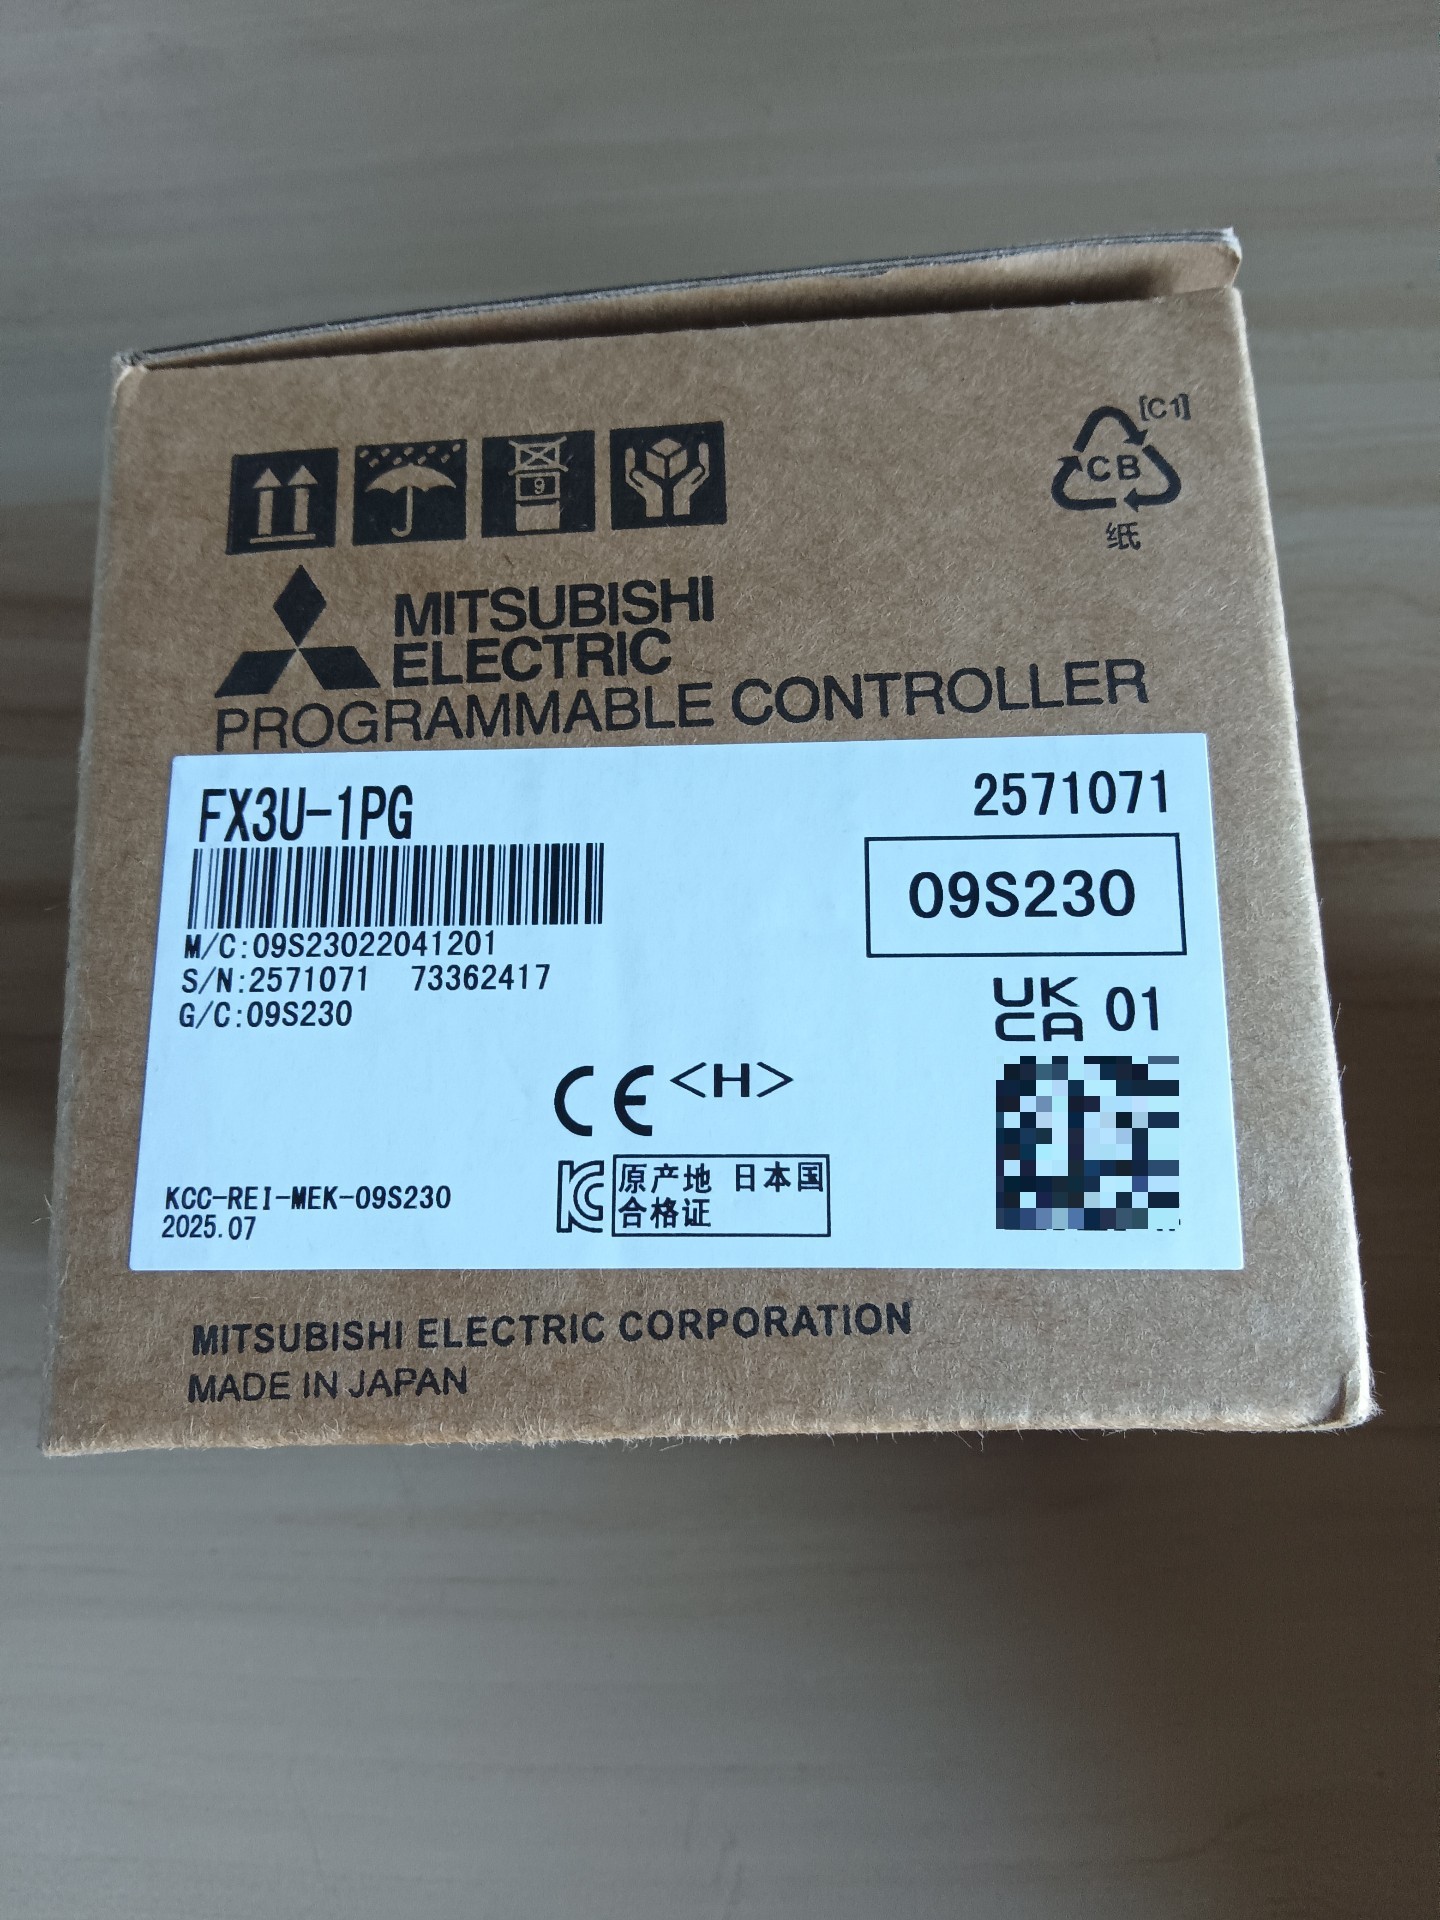 [C1]
CB
纸
9
MITSUBISHI
ELECTRIC
PROGRAMMABLE CONTROLLER
FX3U-1PG
2571071
09S230
M/C:09S23022041201
S/N:2571071 73362417
G/C:09S230
UK
CA 01
CE <H>
KC
原产地 日本国
合格证
KCC-REI-MEK-09S230
2025.07
MITSUBISHI ELECTRIC CORPORATION
MADE IN JAPAN